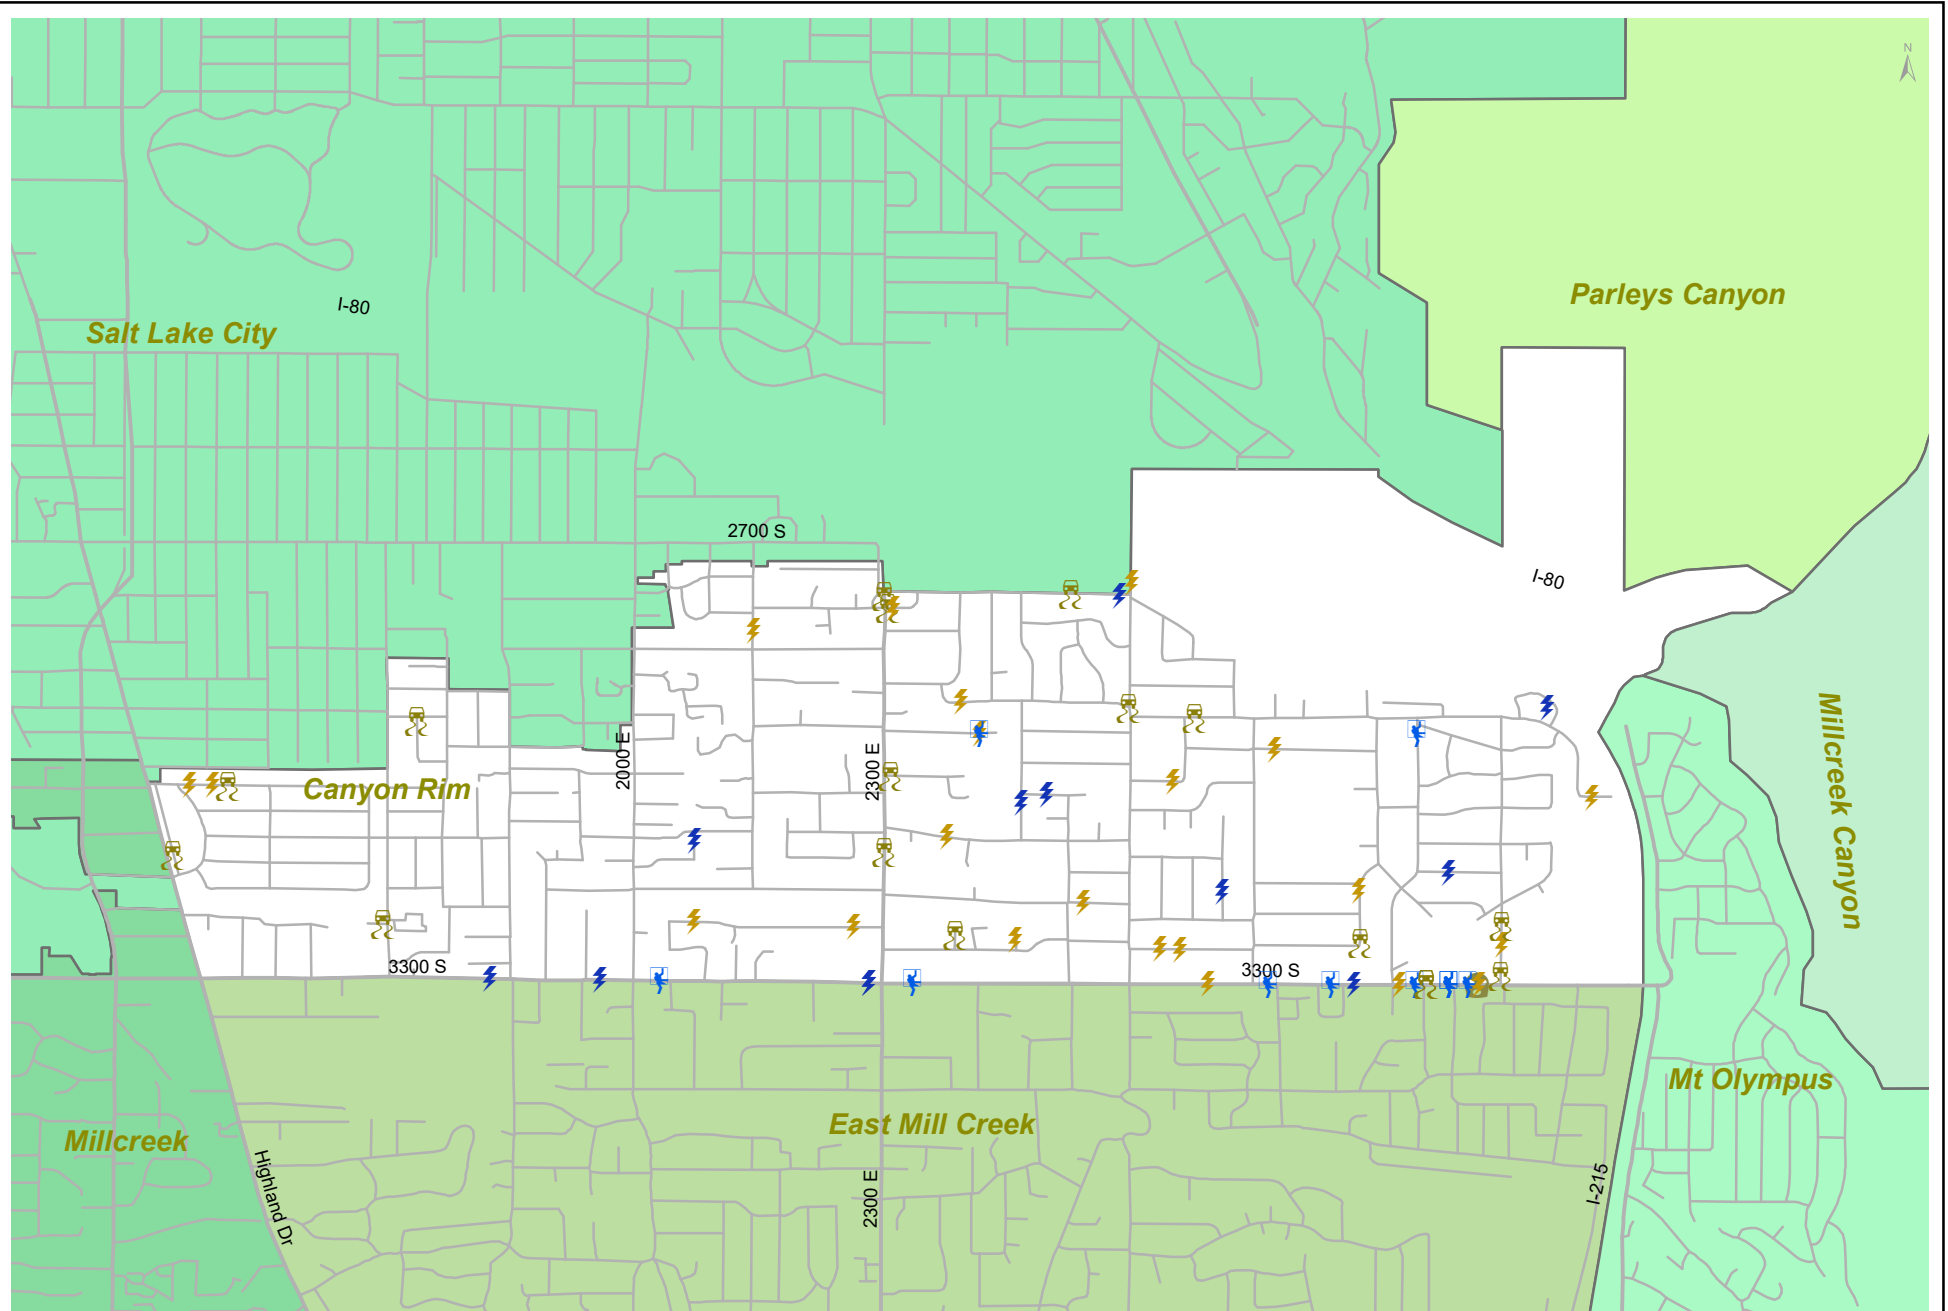 N
Parleys Canyon
I-80
Salt Lake City
2700 S
I-80
Millcreek Canyon
2000 E
2300 E
Canyon Rim
3300 S
3300 S
Mt Olympus
East Mill Creek
Millcreek
Highland Dr
2300 E
I-215